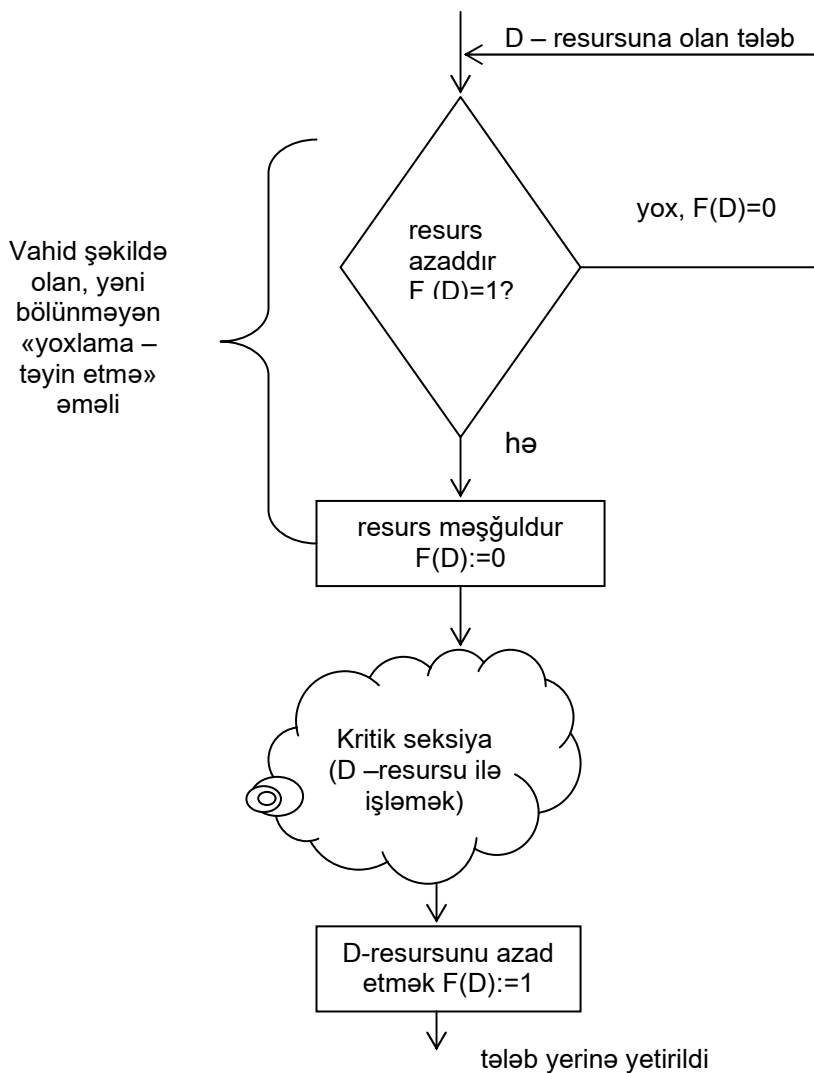 D – resursuna olan tələb
resurs
azaddır
F (D)=1?
yox, F(D)=0
Vahid şəkildə
olan, yəni
bölünməyən
«yoxlama –
təyin etmə»
əməli
hə
resurs məşğuldur
F(D):=0
Kritik seksiya
(D –resursu ilə
işləmək)
D-resursunu azad
etmək F(D):=1
tələb yerinə yetirildi